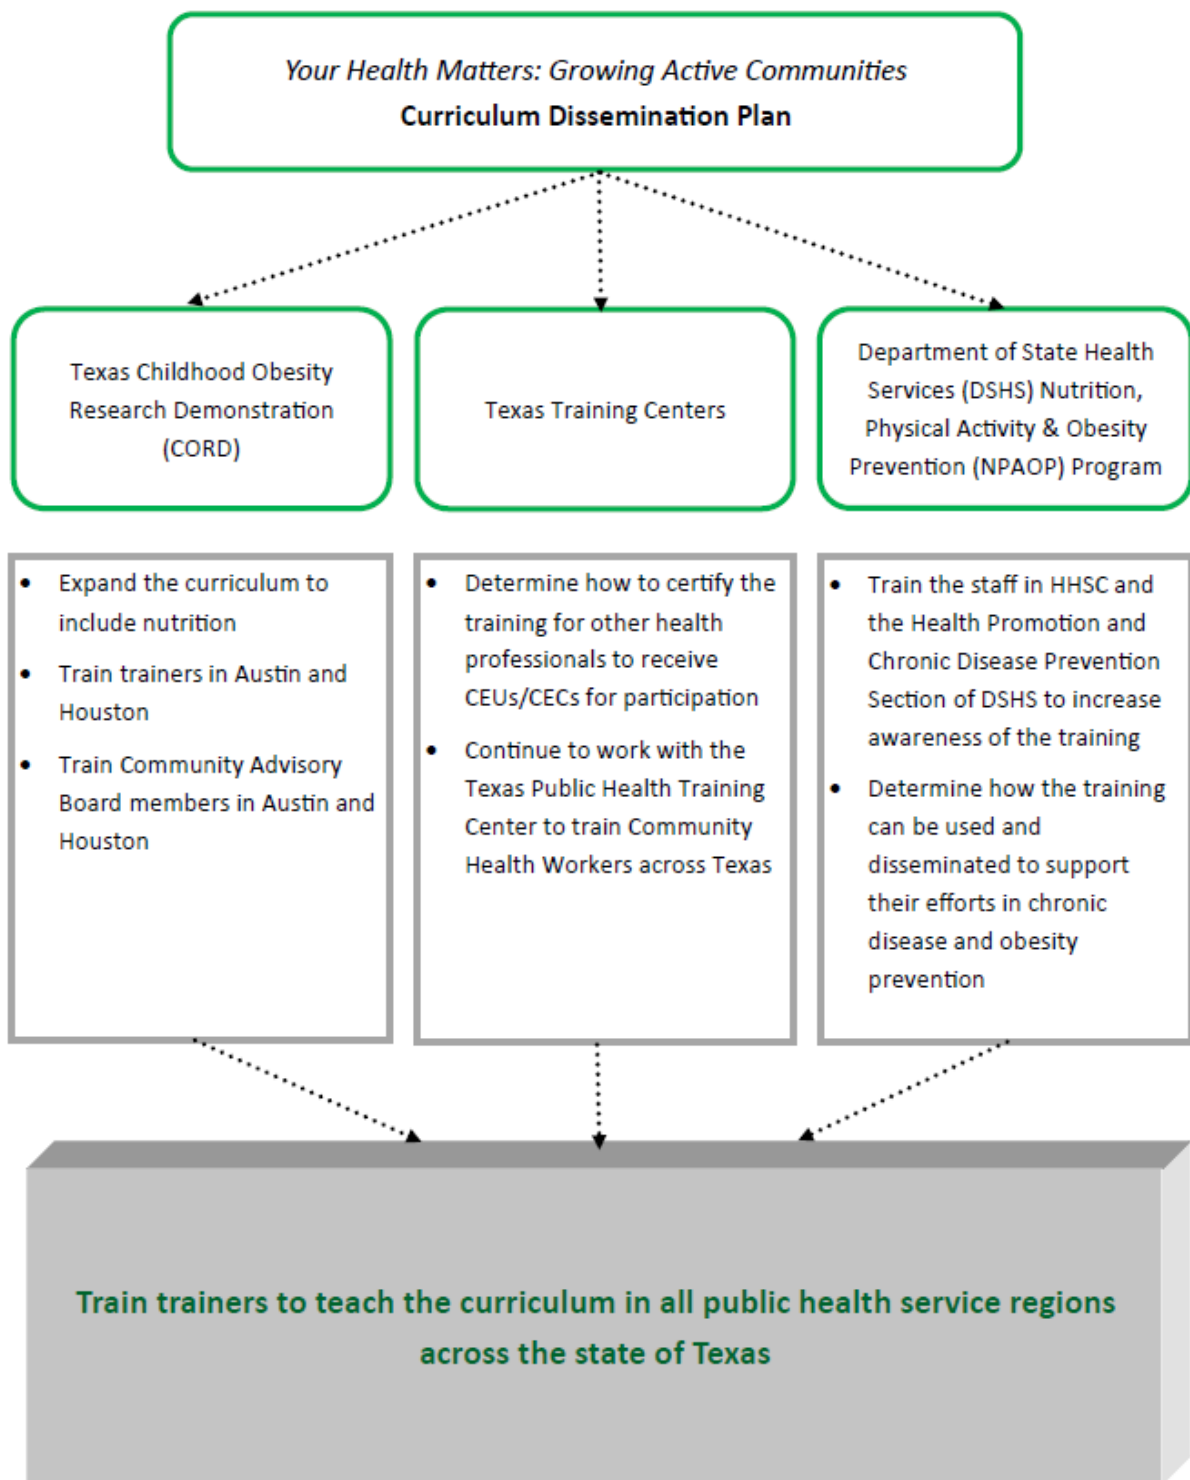 Your Health Matters: Growing Active Communities
Curriculum Dissemination Plan
Texas Childhood Obesity
Research Demonstration
(CORD)
Texas Training Centers
Department of State Health
Services (DSHS) Nutrition,
Physical Activity & Obesity
Prevention (NPAOP) Program
• Expand the curriculum to
include nutrition
• Train trainers in Austin and
Houston
• Train Community Advisory
Board members in Austin and
Houston
• Determine how to certify the
training for other health
professionals to receive
CEUs/CECs for participation
• Continue to work with the
Texas Public Health Training
Center to train Community
Health Workers across Texas
• Train the staff in HHSC and
the Health Promotion and
Chronic Disease Prevention
Section of DSHS to increase
awareness of the training
• Determine how the training
can be used and
disseminated to support
their efforts in chronic
disease and obesity
prevention
Train trainers to teach the curriculum in all public health service regions
across the state of Texas